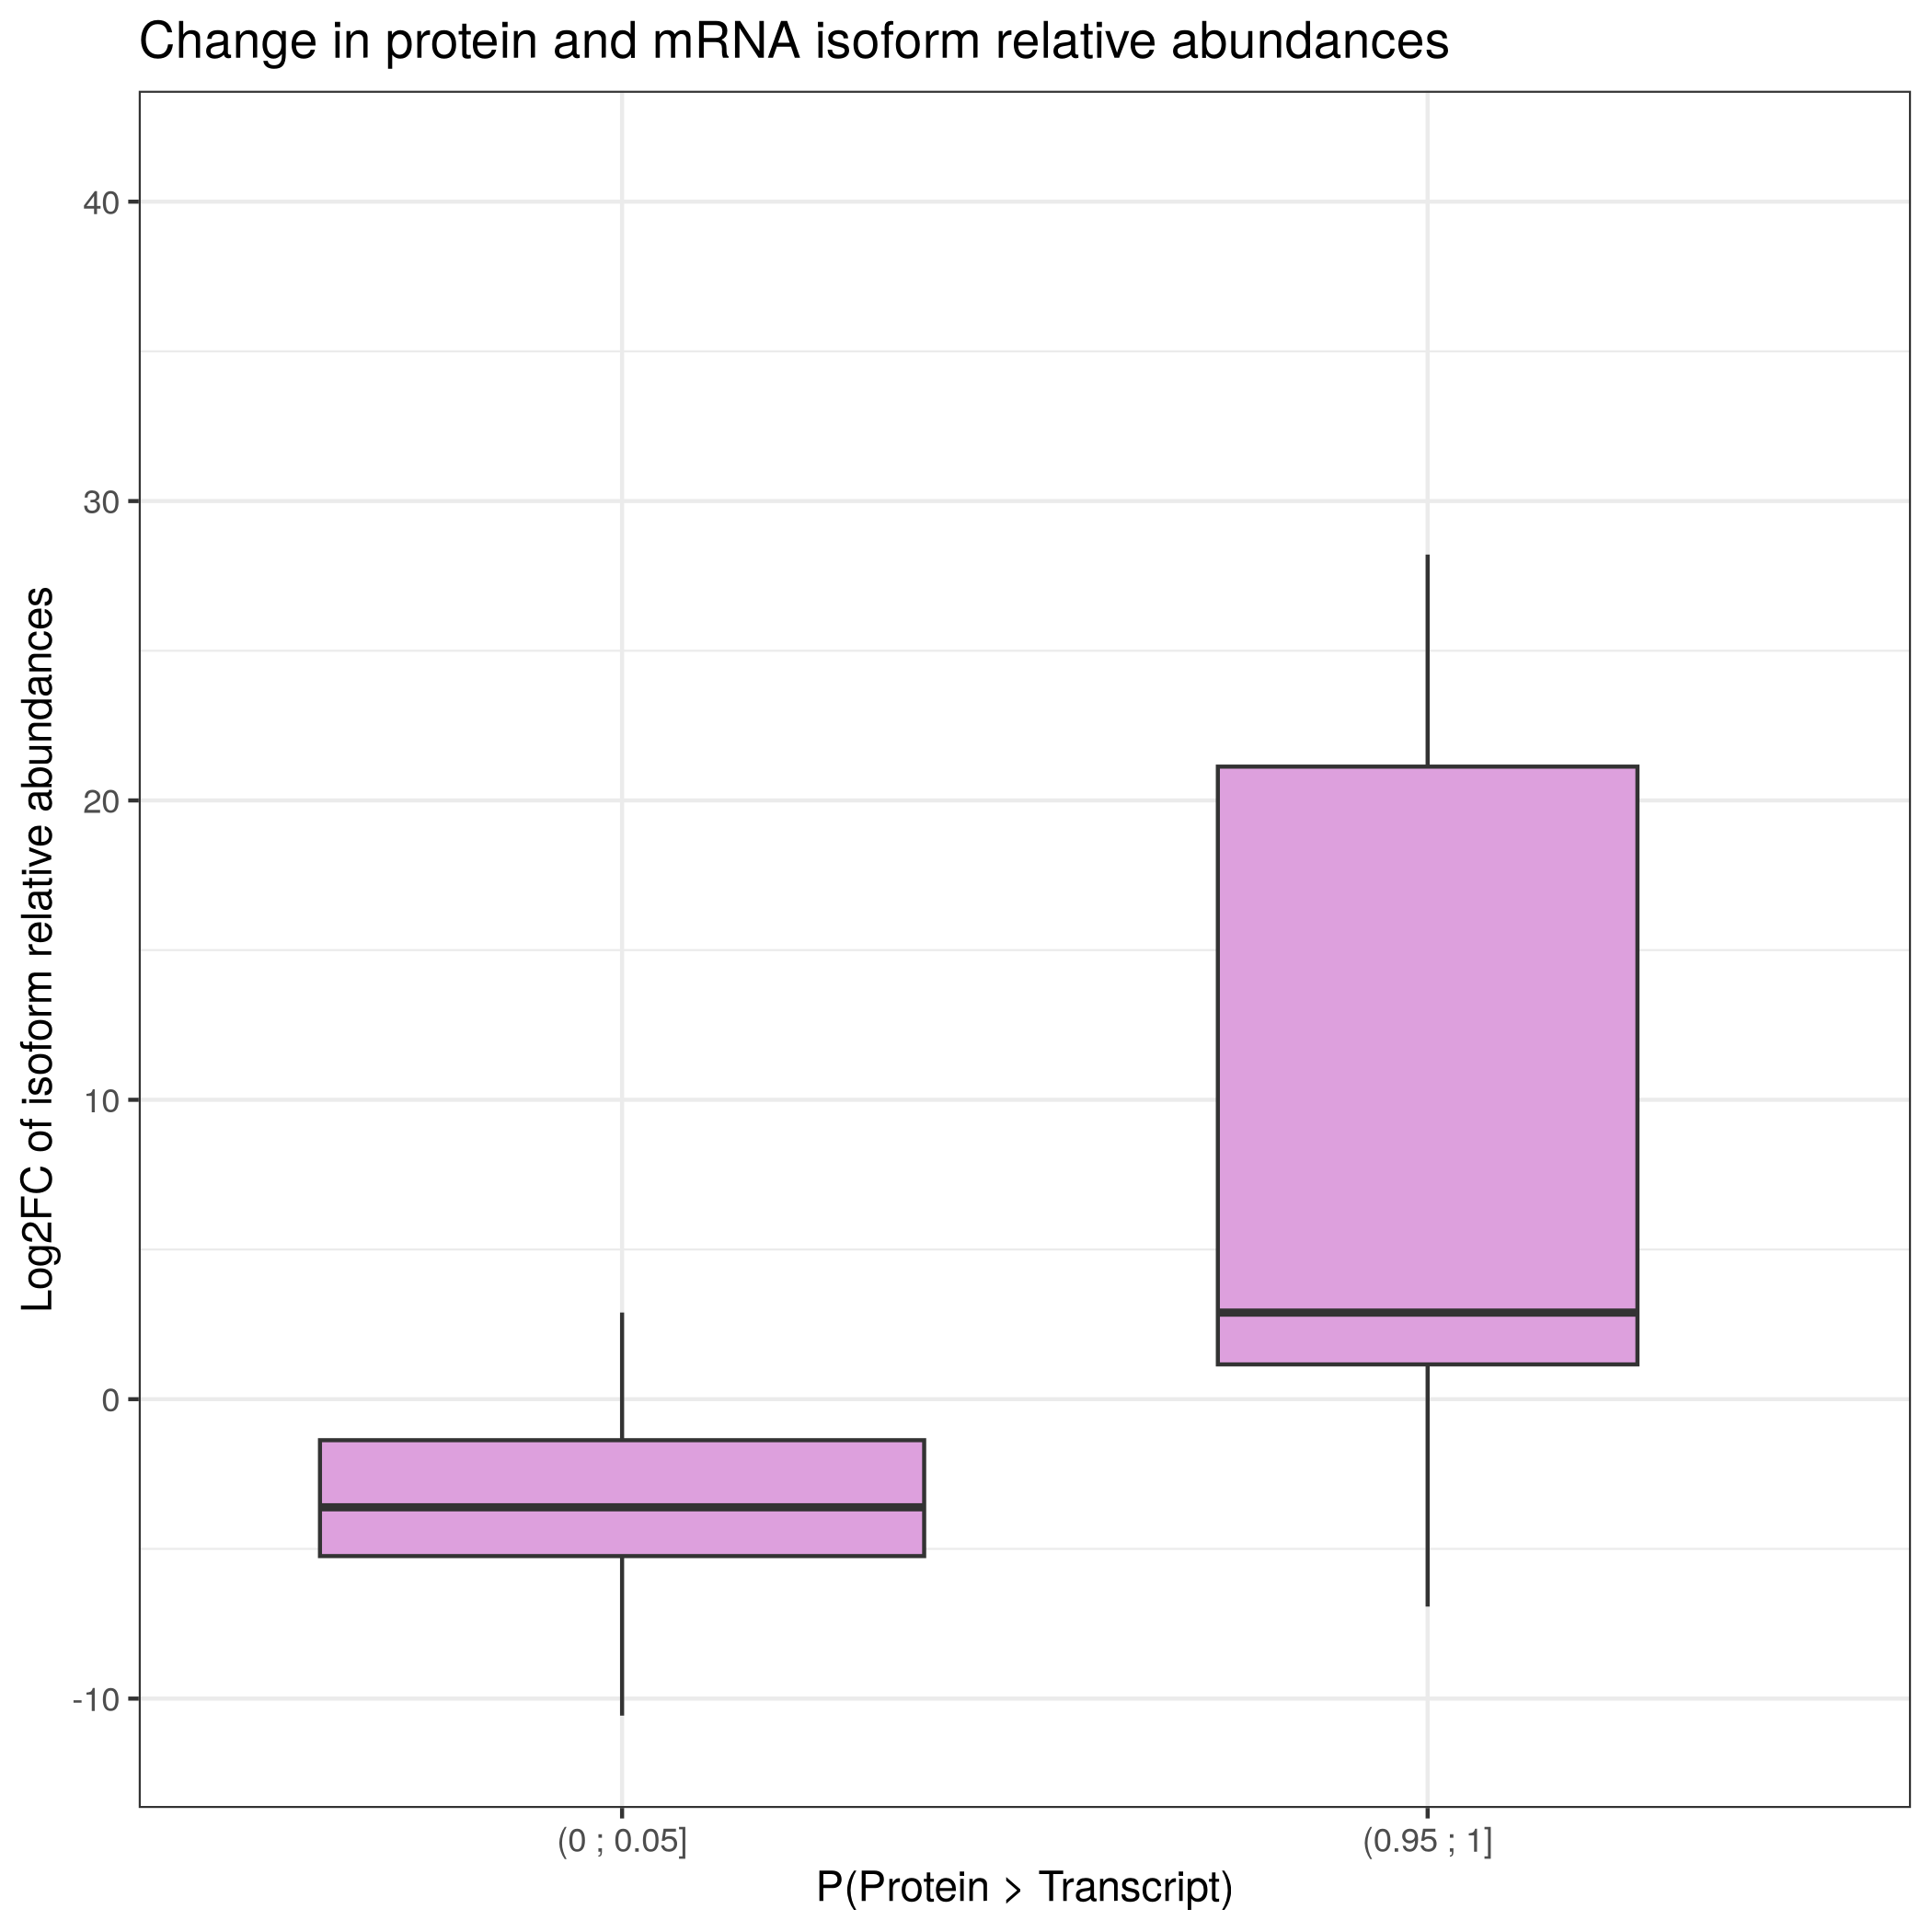 Change in protein and mRNA isoform relative abundances
Log2FC of isoform relative abundances
40
30
20
10
0
-10
(0 ; 0.05]
(0.95 ; 1]
P(Protein > Transcript)